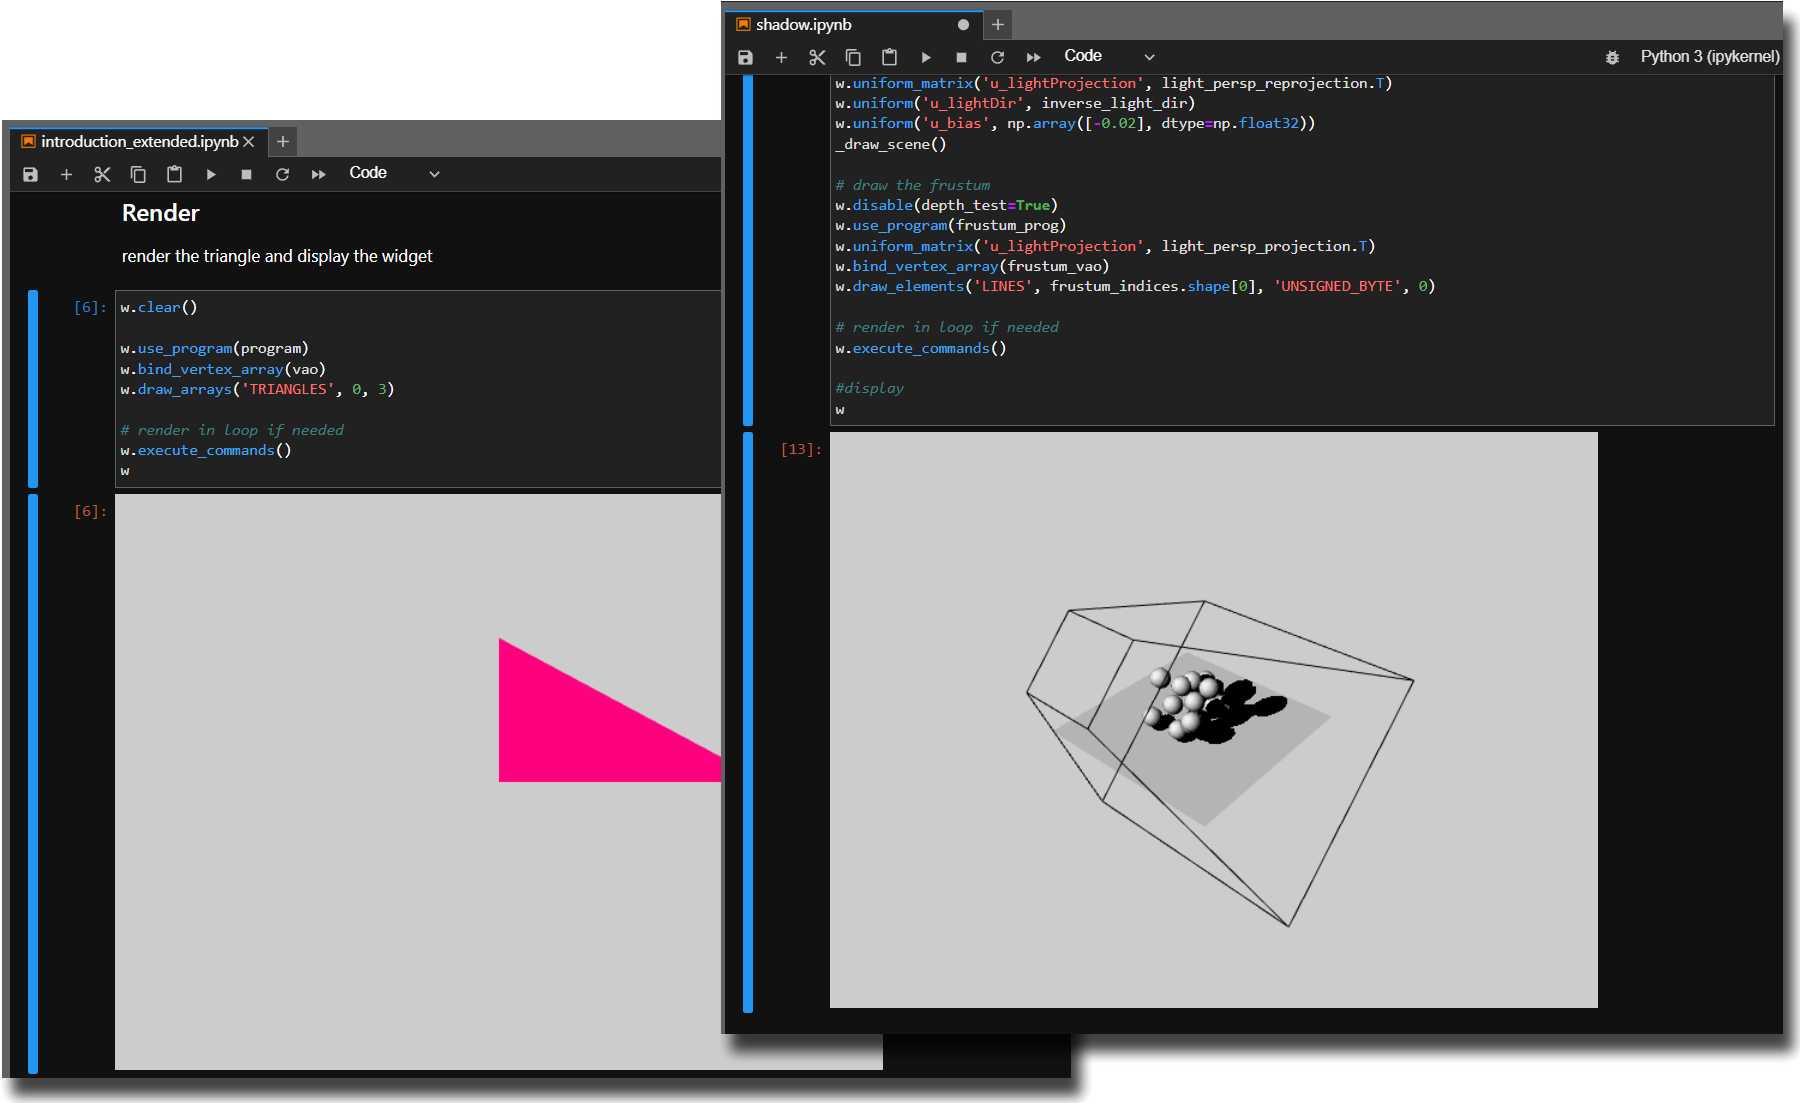 introduction_extended.ipynb
Code
Render
render the triangle and display the widget
[6]:
w.clear()
w.use_program(program)
w.bind_vertex_array(vao)
w.draw_arrays('TRIANGLES', 0, 3)
# render in loop if needed
w.execute_commands()
w
[6]:
shadow.ipynb
Code
Python 3 (ipykernel)
w.uniform_matrix('u_lightProjection', light_persp_reprojection.T)
w.uniform('u_lightDir', inverse_light_dir)
w.uniform('u_bias', np.array([-0.02], dtype=np.float32))
_draw_scene()
# draw the frustum
w.disable(depth_test=True)
w.use_program(frustum_prog)
w.uniform_matrix('u_lightProjection', light_persp_projection.T)
w.bind_vertex_array(frustum_vao)
w.draw_elements('LINES', frustum_indices.shape[0], 'UNSIGNED_BYTE', 0)
# render in loop if needed
w.execute_commands()
#display
w
[13]: